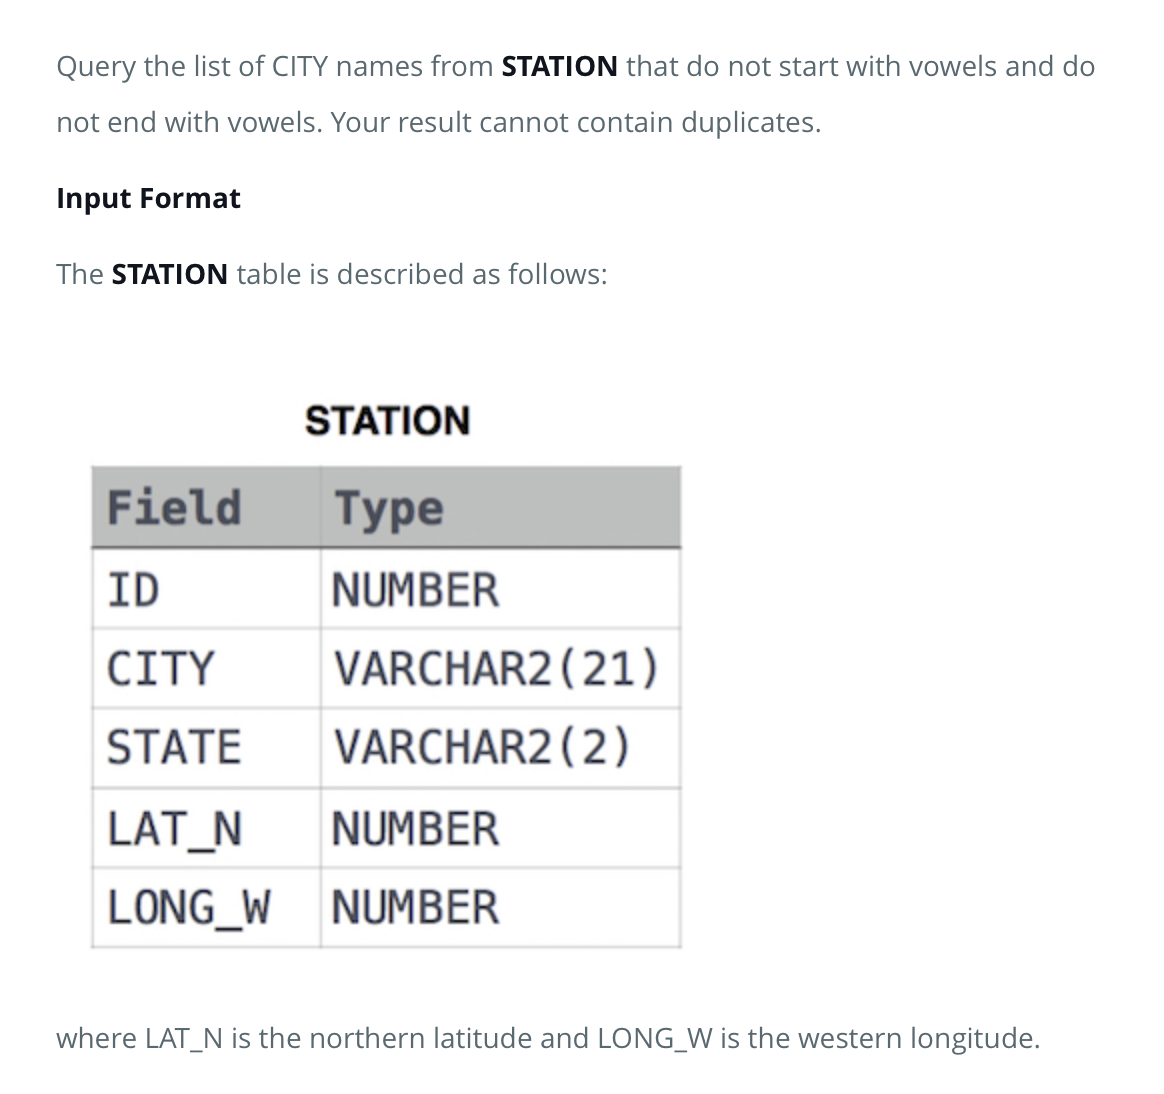 Query the list of CITY names from STATION that do not start with vowels and do
not end with vowels. Your result cannot contain duplicates.
Input Format
The STATION table is described as follows:
STATION
Field Type
ID NUMBER
CITY VARCHAR2(21)
STATE VARCHAR2(2)
LAT_N NUMBER
LONG_W NUMBER
where LAT_N is the northern latitude and LONG_W is the western longitude.